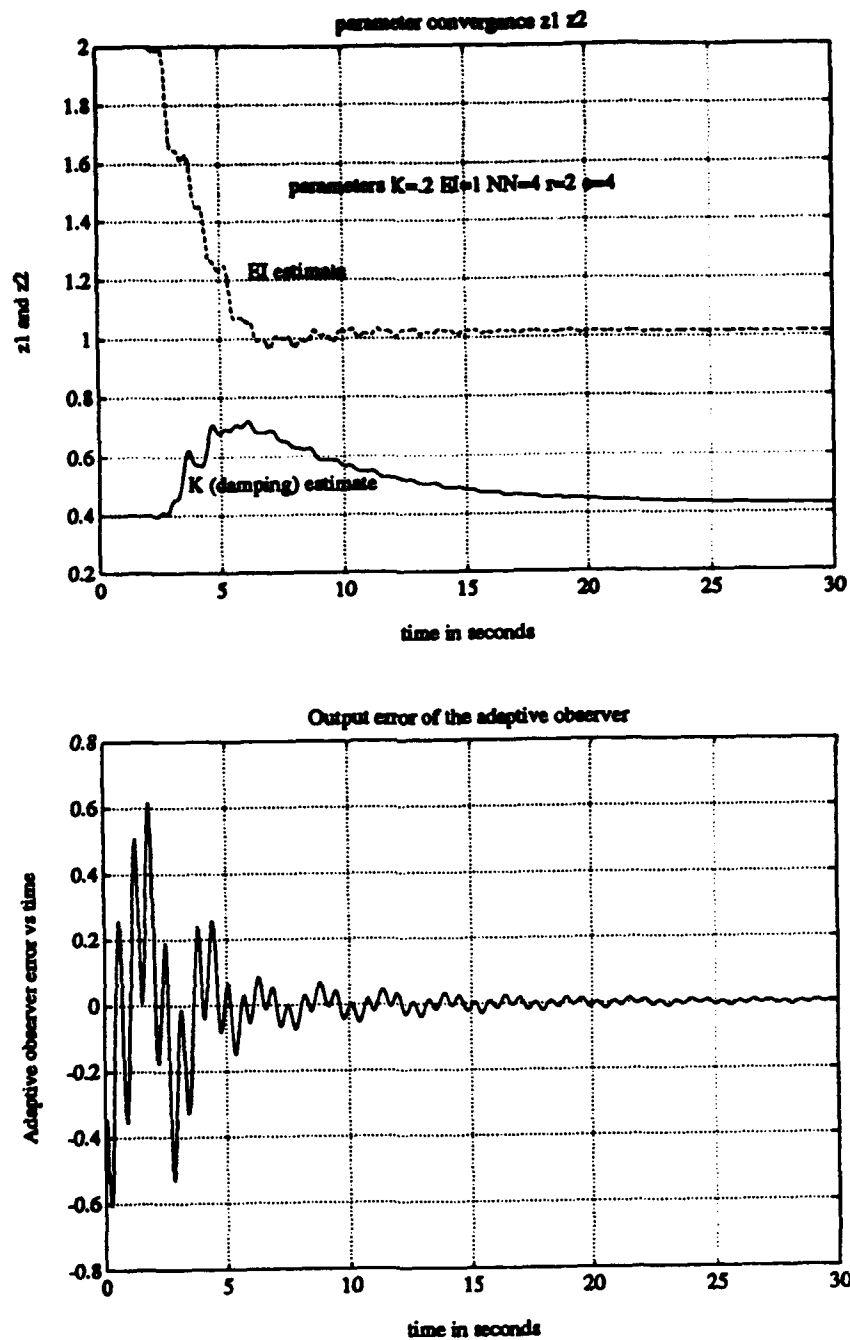 parameter convergance z1 z2
2
1.8
1.6
parameters K=.2 EI=1 NN=4 r=2 e=4
1.4
EI estimate
1.2
z1 and z2
1
0.8
0.6
K (damping) estimate
0.4
0.2
0 5 10 15 20 25 30
time in seconds
Output error of the adaptive observer
0.8
0.6
0.4
0.2
Adaptive observer error vs time
0
-0.2
-0.4
-0.6
-0.8
0 5 10 15 20 25 30
time in seconds